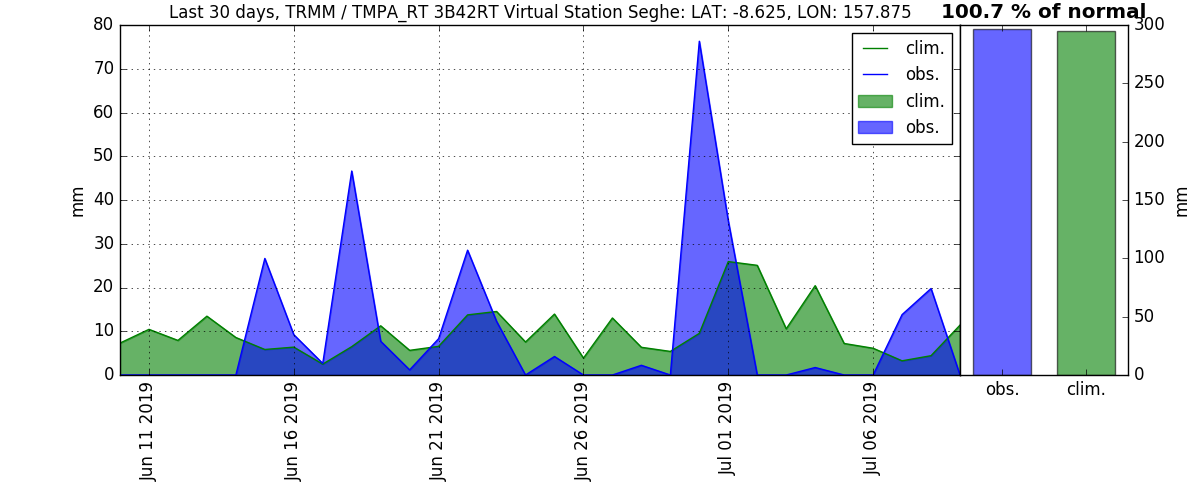 Last 30 days, TRMM / TMPA_RT 3B42RT Virtual Station Seghe: LAT: -8.625, LON: 157.875
100.7 % of normal
80
70
60
50
40
30
20
10
0
mm
clim.
obs.
clim.
obs.
300
250
200
150
100
50
0
mm
obs.
clim.
Jun 11 2019
Jun 16 2019
Jun 21 2019
Jun 26 2019
Jul 01 2019
Jul 06 2019